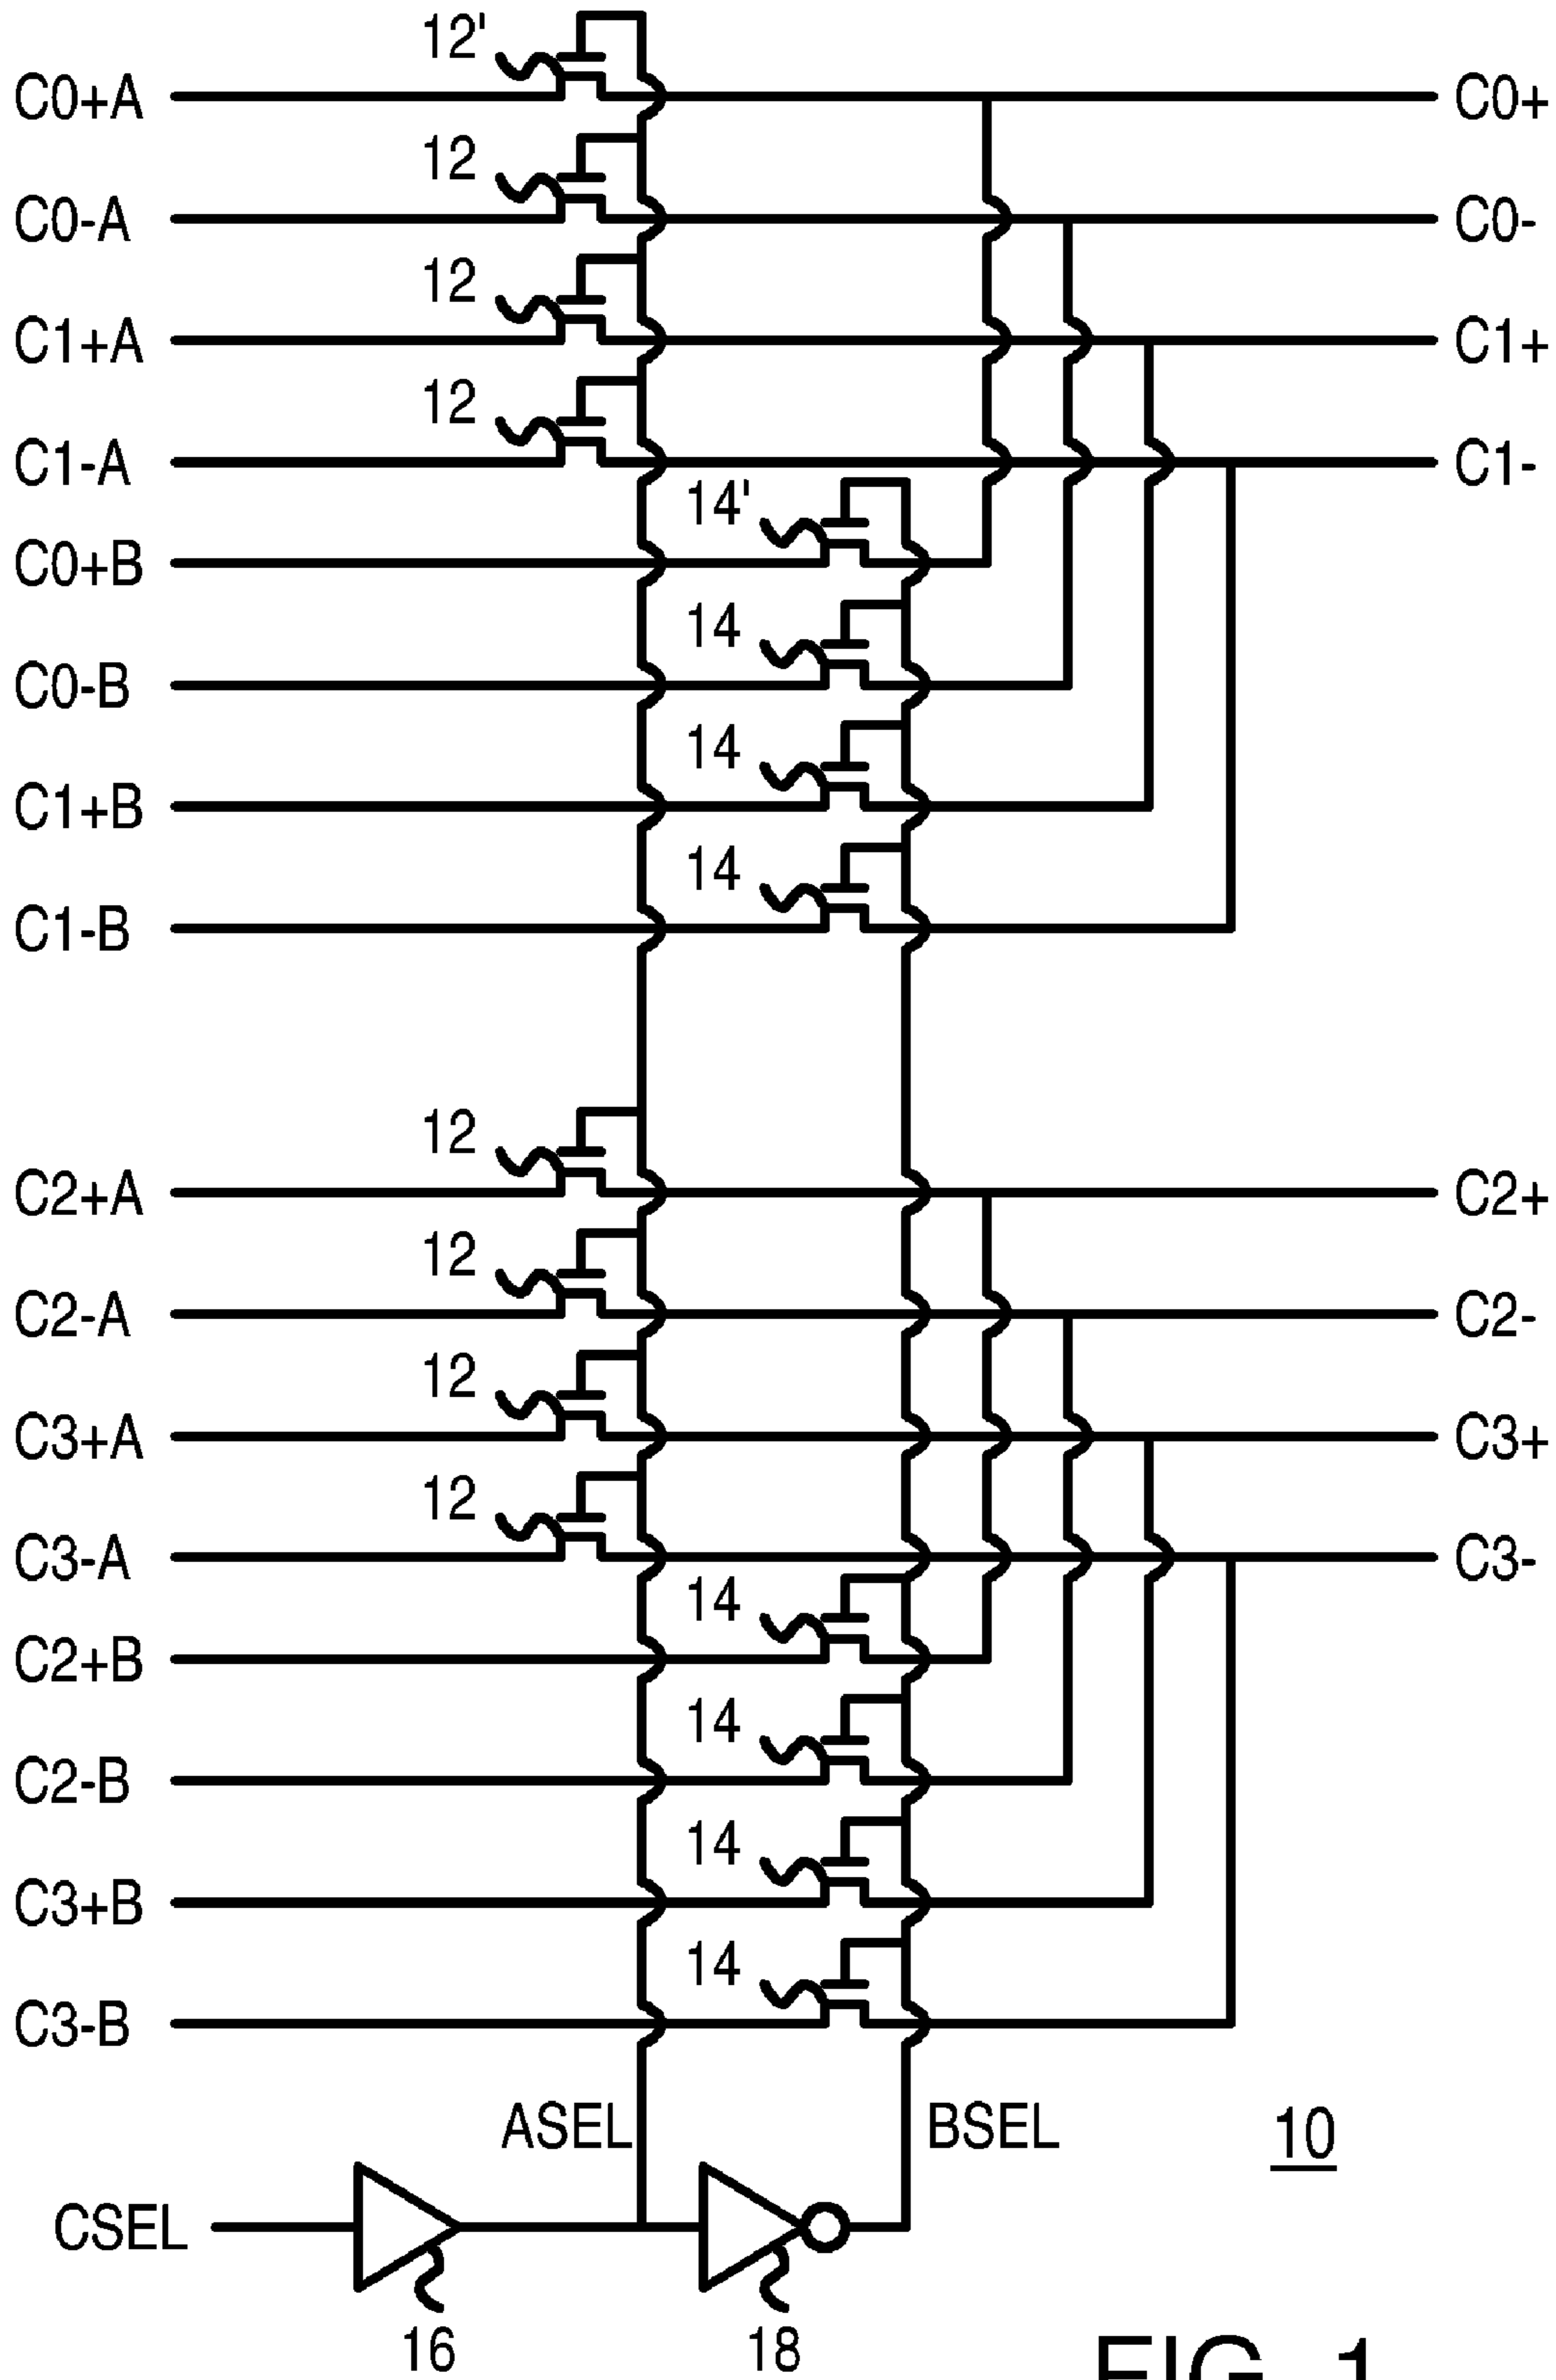 12'
C0+A C0+
12
C0-A C0-
12
C1+A C1+
12
C1-A C1-
14'
C0+B
14
C0-B
14
C1+B
14
C1-B
12
C2+A C2+
12
C2-A C2-
12
C3+A C3+
12
C3-A C3-
14
C2+B
14
C2-B
14
C3+B
14
C3-B
ASEL BSEL 10
CSEL
16 18
FIG. 1